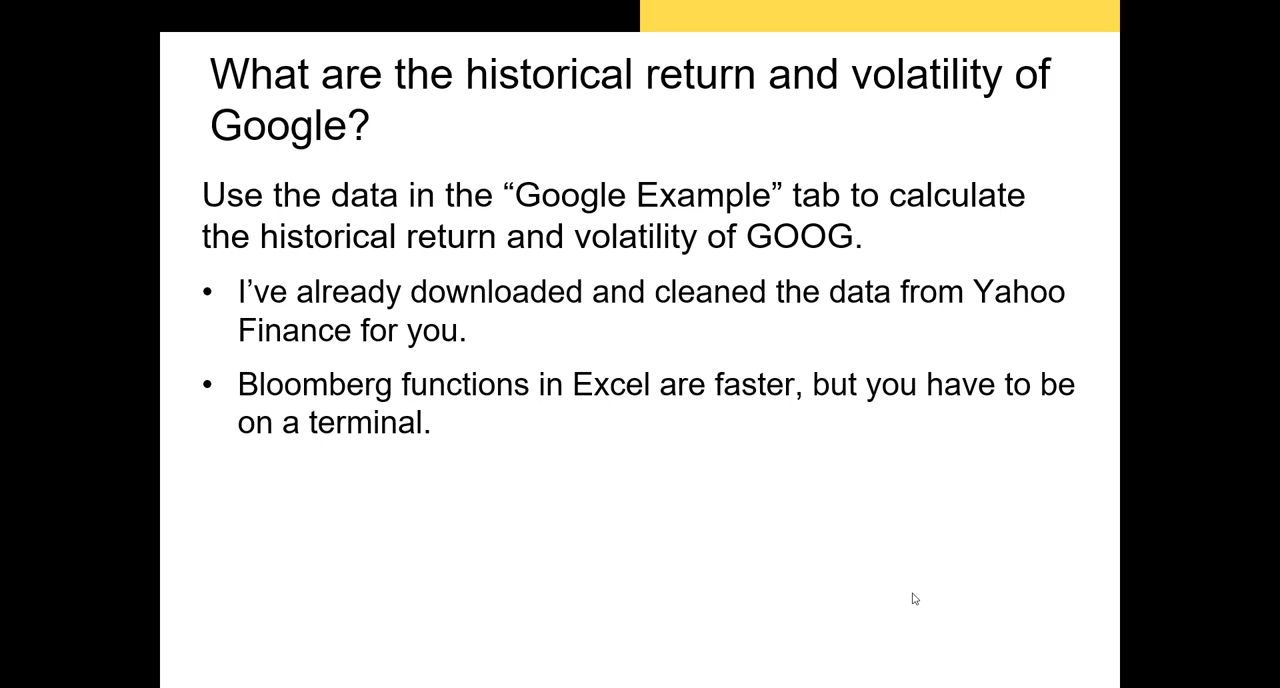 What are the historical return and volatility of
Google?
Use the data in the “Google Example” tab to calculate
the historical return and volatility of GOOG.
• I’ve already downloaded and cleaned the data from Yahoo
Finance for you.
• Bloomberg functions in Excel are faster, but you have to be
on a terminal.